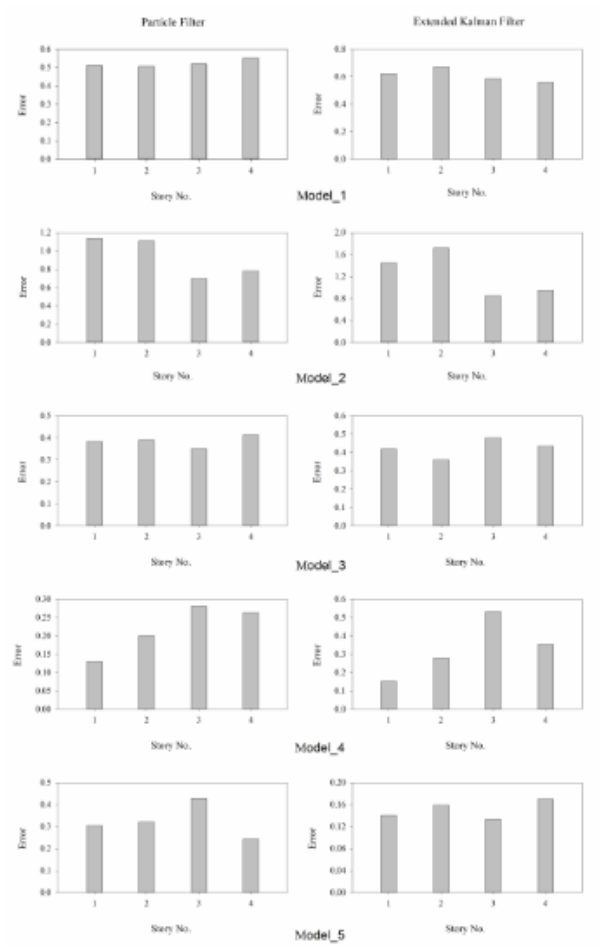 Particle Filter Extended Kalman Filter
0.6 0.8
0.5
0.4 0.6
0.3 0.4
0.2
0.1 0.2
0.0 0.0
Error Error
1 2 3 4 1 2 3 4
Story No. Model_1 Story No.
1.2 2.0
1.0 1.6
0.8
0.6 1.2
0.4 0.8
0.2 0.4
0.0 0.0
Error Error
1 2 3 4 1 2 3 4
Story No. Model_2 Story No.
0.5 0.6
0.4 0.5
0.3 0.4
0.2 0.3
0.1 0.2
0.0 0.1
0.0
Error Error
1 2 3 4 1 2 3 4
Story No. Model_3 Story No.
0.30 0.6
0.25 0.5
0.20 0.4
0.15 0.3
0.10 0.2
0.05 0.1
0.00 0.0
Error Error
1 2 3 4 1 2 3 4
Story No. Model_4 Story No.
0.5 0.20
0.4 0.16
0.3 0.12
0.2 0.08
0.1 0.04
0.0 0.00
Error Error
1 2 3 4 1 2 3 4
Story No. Model_5 Story No.